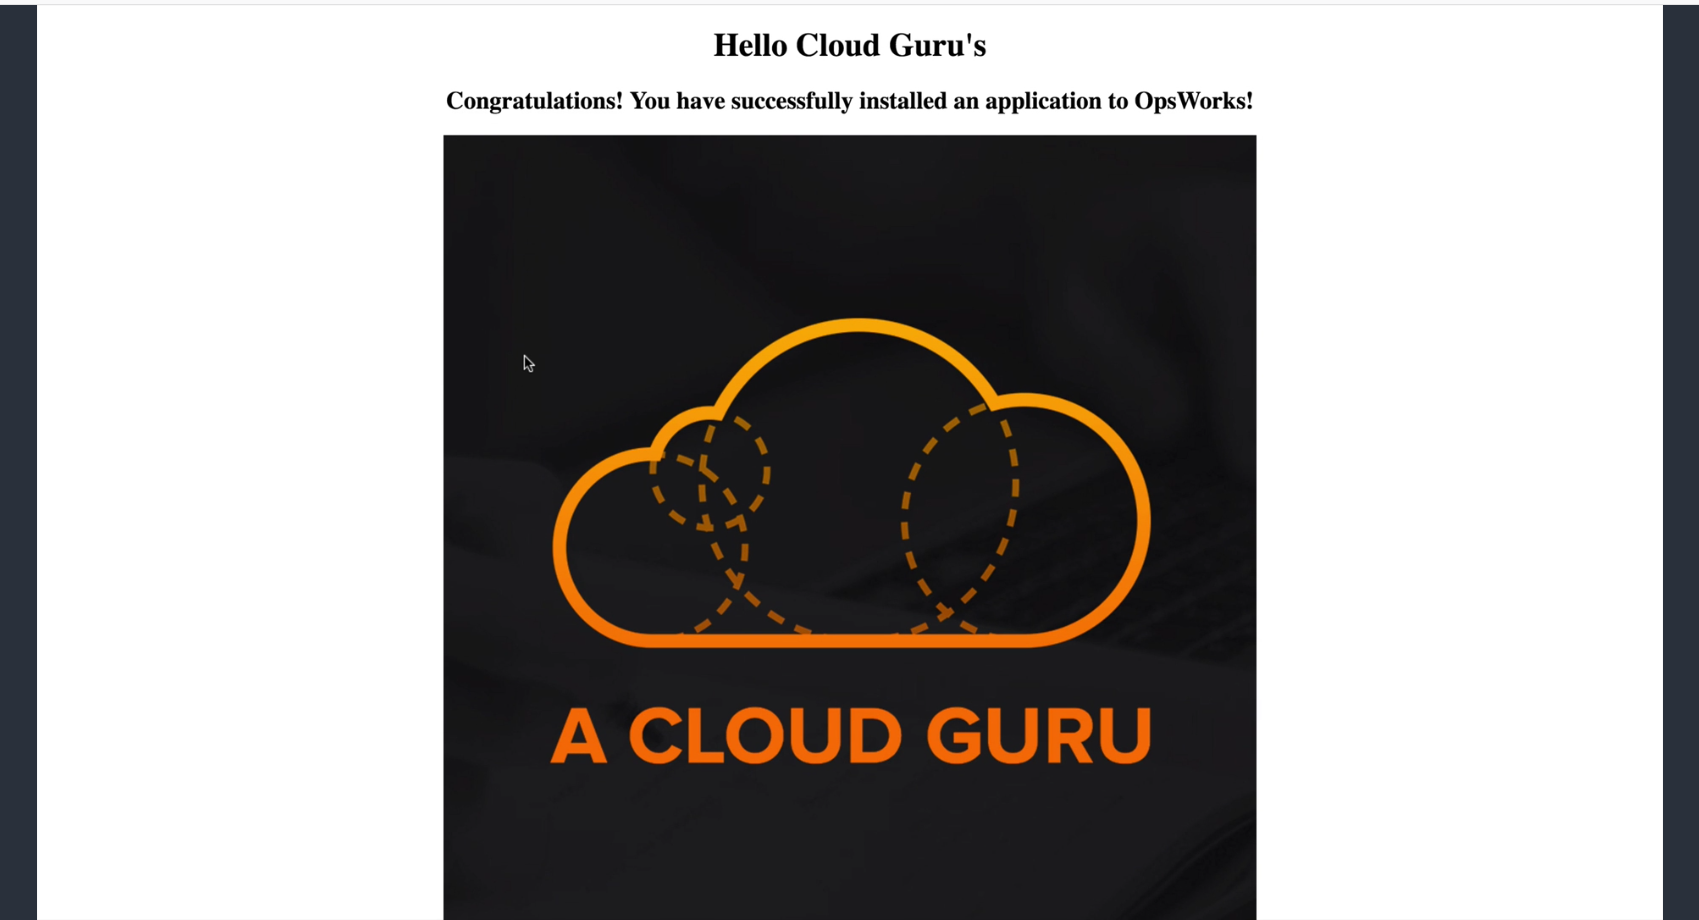 Hello Cloud Guru's
Congratulations! You have successfully installed an application to OpsWorks!
A CLOUD GURU